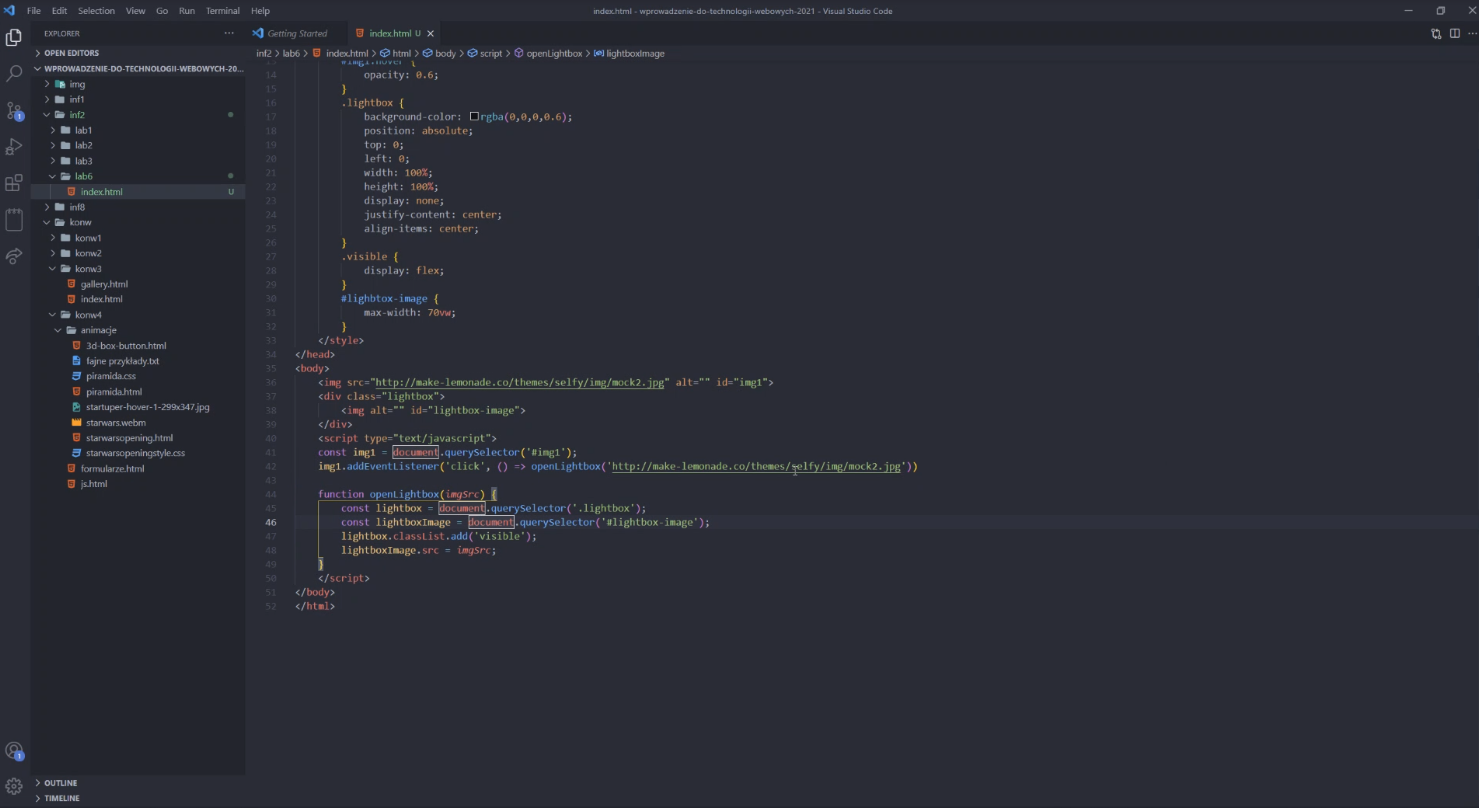 File Edit Selection View Go Run Terminal Help
index.html - wprowadzenie-do-technologii-webowych-2021 - Visual Studio Code
EXPLORER
OPEN EDITORS
WPROWADZENIE-DO-TECHNOLOGII-WEBOWYCH-20...
img
inf1
inf2
lab1
lab2
lab3
lab6
index.html U
inf8
konw
konw1
konw2
konw3
gallery.html
index.html
konw4
animacje
3d-box-button.html
fajne przykłady.txt
piramida.css
piramida.html
startuper-hover-1-299x347.jpg
starwars.webm
starwarsopening.html
starwarsopeningstyle.css
formularze.html
js.html
OUTLINE
TIMELINE
1
1
Getting Started
index.html U
inf2 > lab6 > index.html > html > body > script > openLightbox > lightboxImage
13 #img1:hover {
14 opacity: 0.6;
15 }
16 .lightbox {
17 background-color: rgba(0,0,0,0.6);
18 position: absolute;
19 top: 0;
20 left: 0;
21 width: 100%;
22 height: 100%;
23 display: none;
24 justify-content: center;
25 align-items: center;
26 }
27 .visible {
28 display: flex;
29 }
30 #lighbtox-image {
31 max-width: 70vw;
32 }
33 </style>
34 </head>
35 <body>
36 <img src="http://make-lemonade.co/themes/selfy/img/mock2.jpg" alt="" id="img1">
37 <div class="lightbox">
38 <img alt="" id="lightbox-image">
39 </div>
40 <script type="text/javascript">
41 const img1 = document.querySelector('#img1');
42 img1.addEventListener('click', () => openLightbox('http://make-lemonade.co/themes/selfy/img/mock2.jpg'))
43
44 function openLightbox(imgSrc) {
45 const lightbox = document.querySelector('.lightbox');
46 const lightboxImage = document.querySelector('#lightbox-image');
47 lightbox.classList.add('visible');
48 lightboxImage.src = imgSrc;
49 }
50 </script>
51 </body>
52 </html>